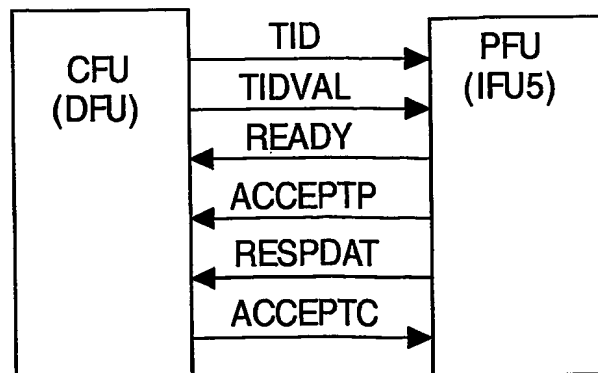 CFU
(DFU)
TID
TIDVAL
READY
ACCEPTP
RESPDAT
ACCEPTC
PFU
(IFU5)